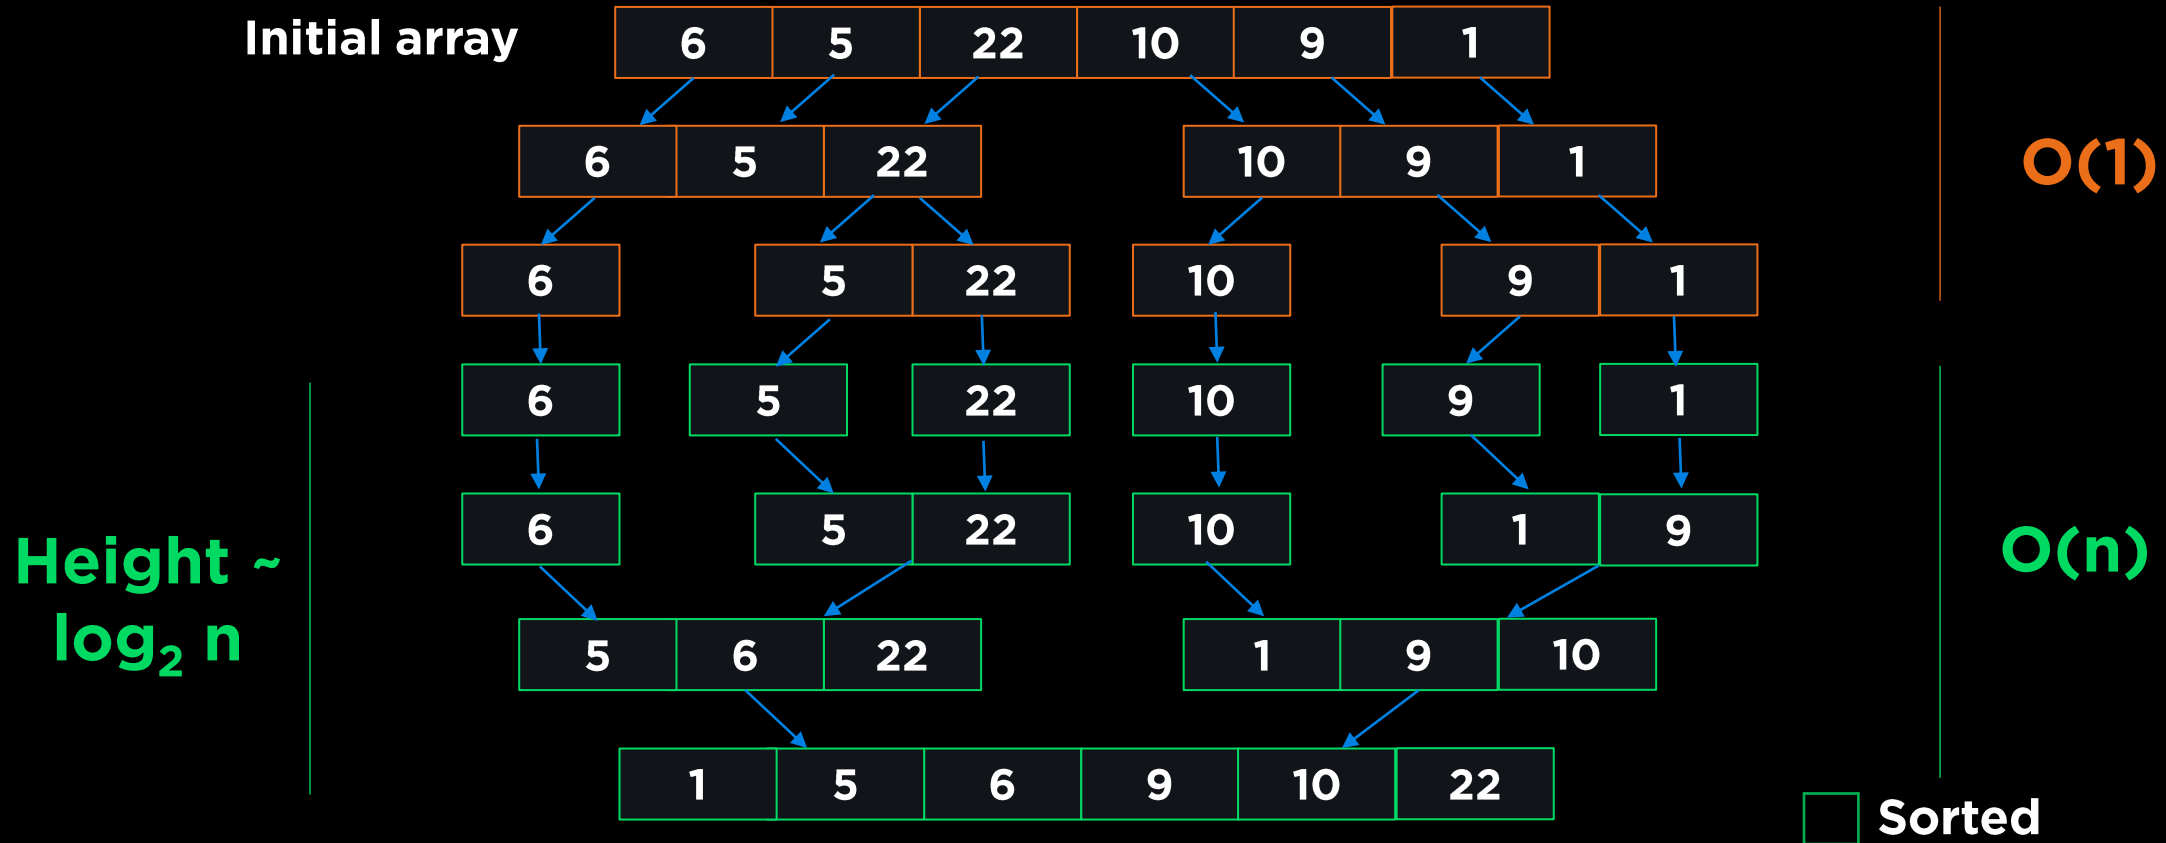 Initial array 6 5 22 10 9 1
6 5 22 10 9 1
O(1)
6 5 22 10 9 1
6 5 22 10 9 1
6 5 22 10 1 9
Height ~
log₂ n
O(n)
5 6 22 1 9 10
1 5 6 9 10 22
Sorted